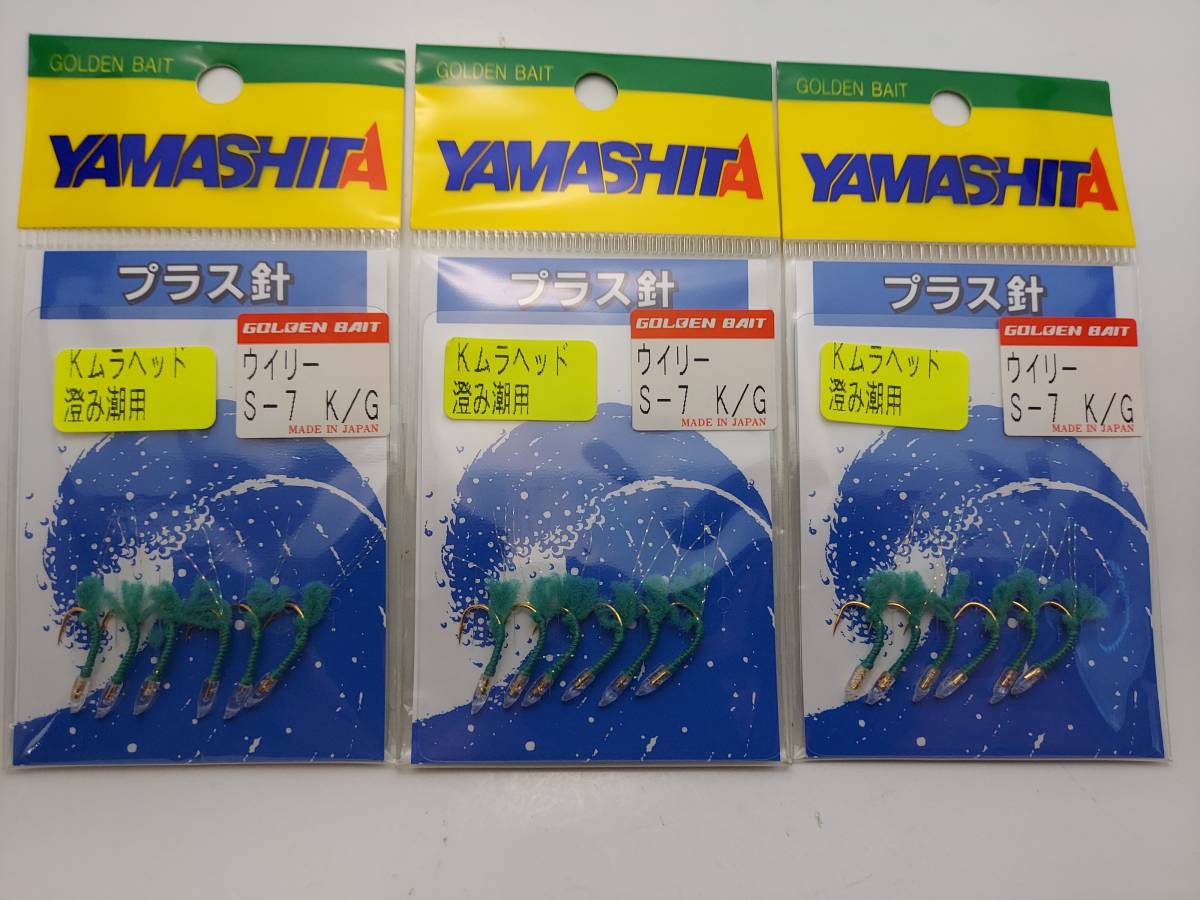 GOLDEN BAIT
YAMASHITA
プラス針
GOLDEN BAIT
Kムラヘッド
澄み潮用
ウイリー
S-7 K/G
MADE IN JAPAN
GOLDEN BAIT
YAMASHITA
プラス針
GOLDEN BAIT
Kムラヘッド
澄み潮用
ウイリー
S-7 K/G
MADE IN JAPAN
GOLDEN BAIT
YAMASHITA
プラス針
GOLDEN BAIT
Kムラヘッド
澄み潮用
ウイリー
S-7 K/G
MADE IN JAPAN